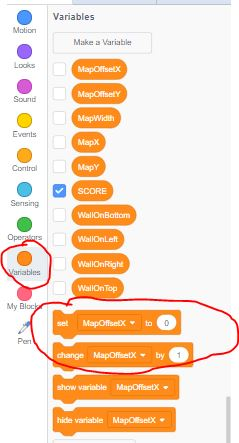 Variables
Make a Variable
Motion
Looks
Sound
Events
Control
Sensing
Operators
Variables
My Blocks
Pen
MapOffsetX
MapOffsetY
MapWidth
MapX
MapY
SCORE
WallOnBottom
WallOnLeft
WallOnRight
WallOnTop
set MapOffsetX to 0
change MapOffsetX by 1
show variable MapOffsetX
hide variable MapOffsetX